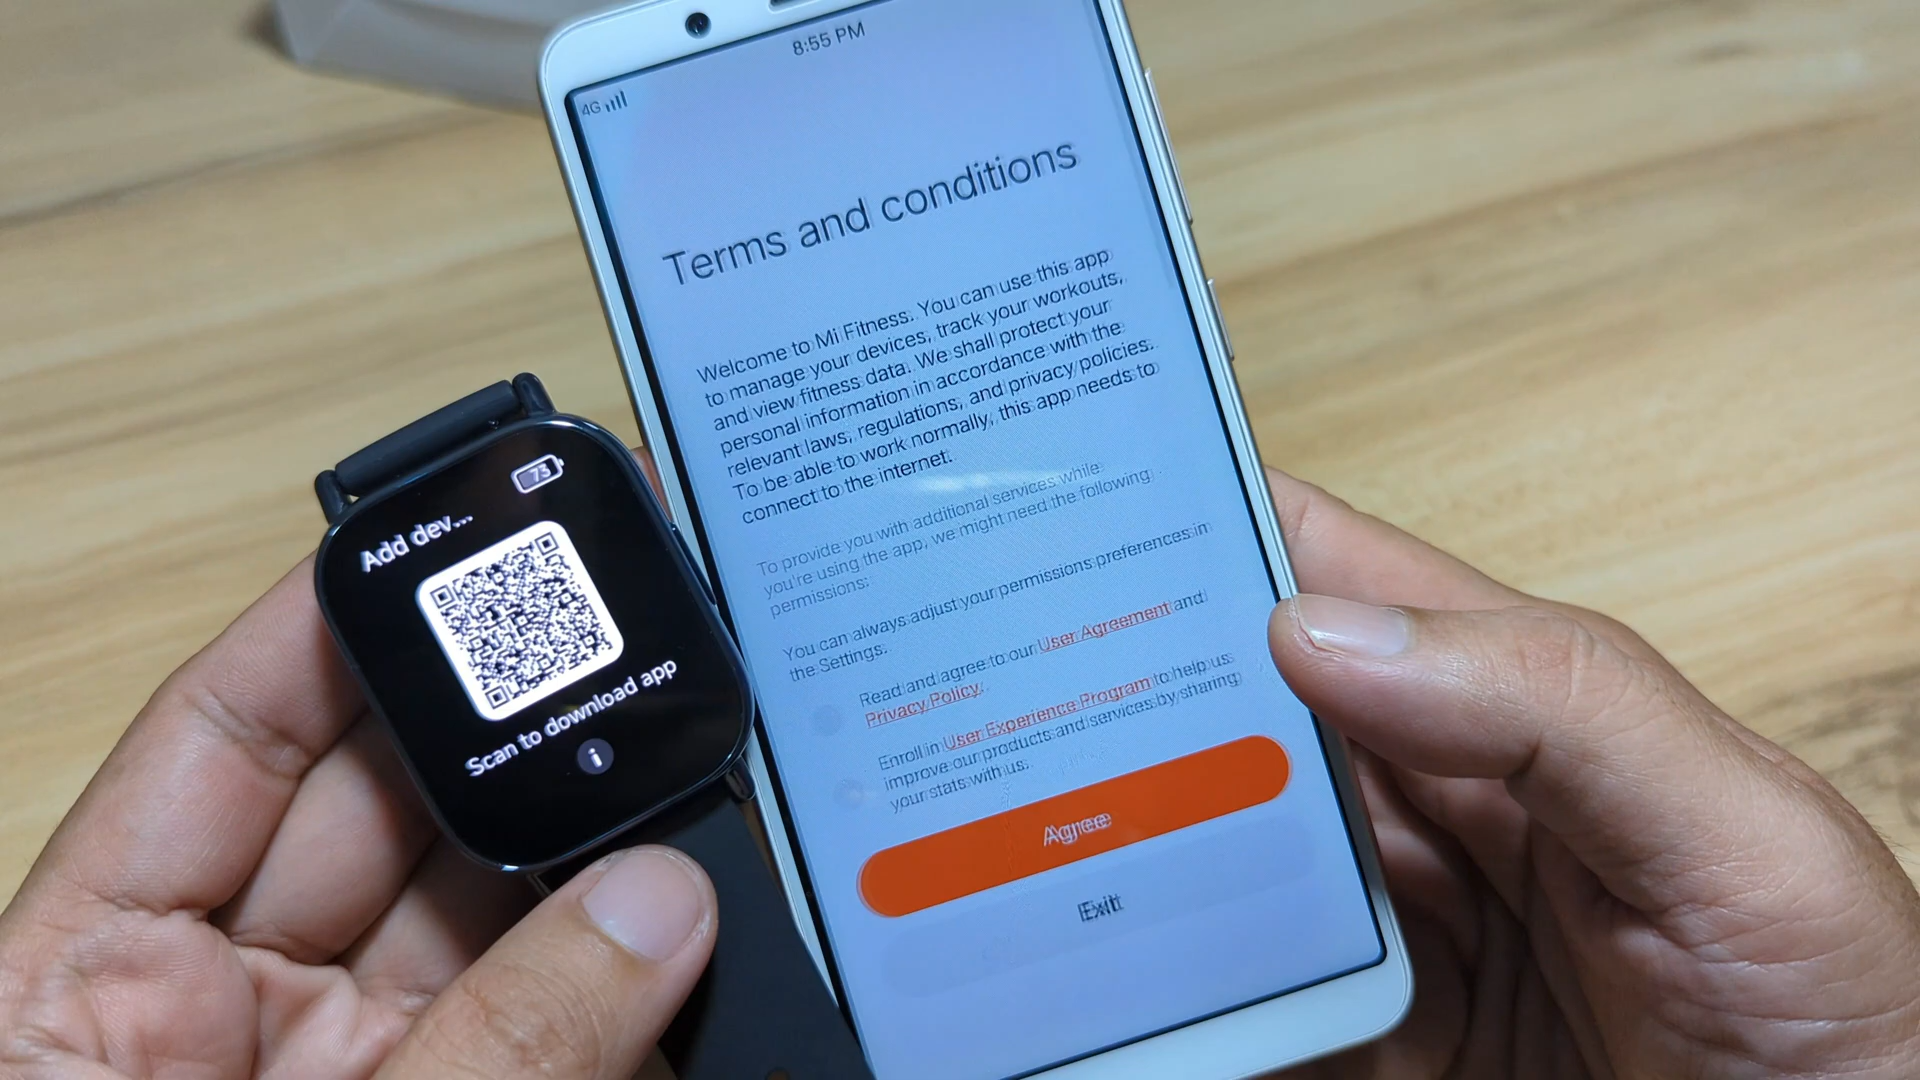 8:55 PM
4G
Terms and conditions
Welcome to Mi Fitness. You can use this app
to manage your devices, track your workouts,
and view fitness data. We shall protect your
personal information in accordance with the
relevant laws, regulations, and privacy policies.
To be able to work normally, this app needs to
connect to the internet.
To provide you with additional services while
you're using the app, we might need the following
permissions:
You can always adjust your permissions preferences in
the Settings.
Read and agree to our User Agreement and
Privacy Policy.
Enroll in User Experience Program to help us
improve our products and services by sharing
your stats with us.
Agree
Exit
73
Add dev...
Scan to download app
i